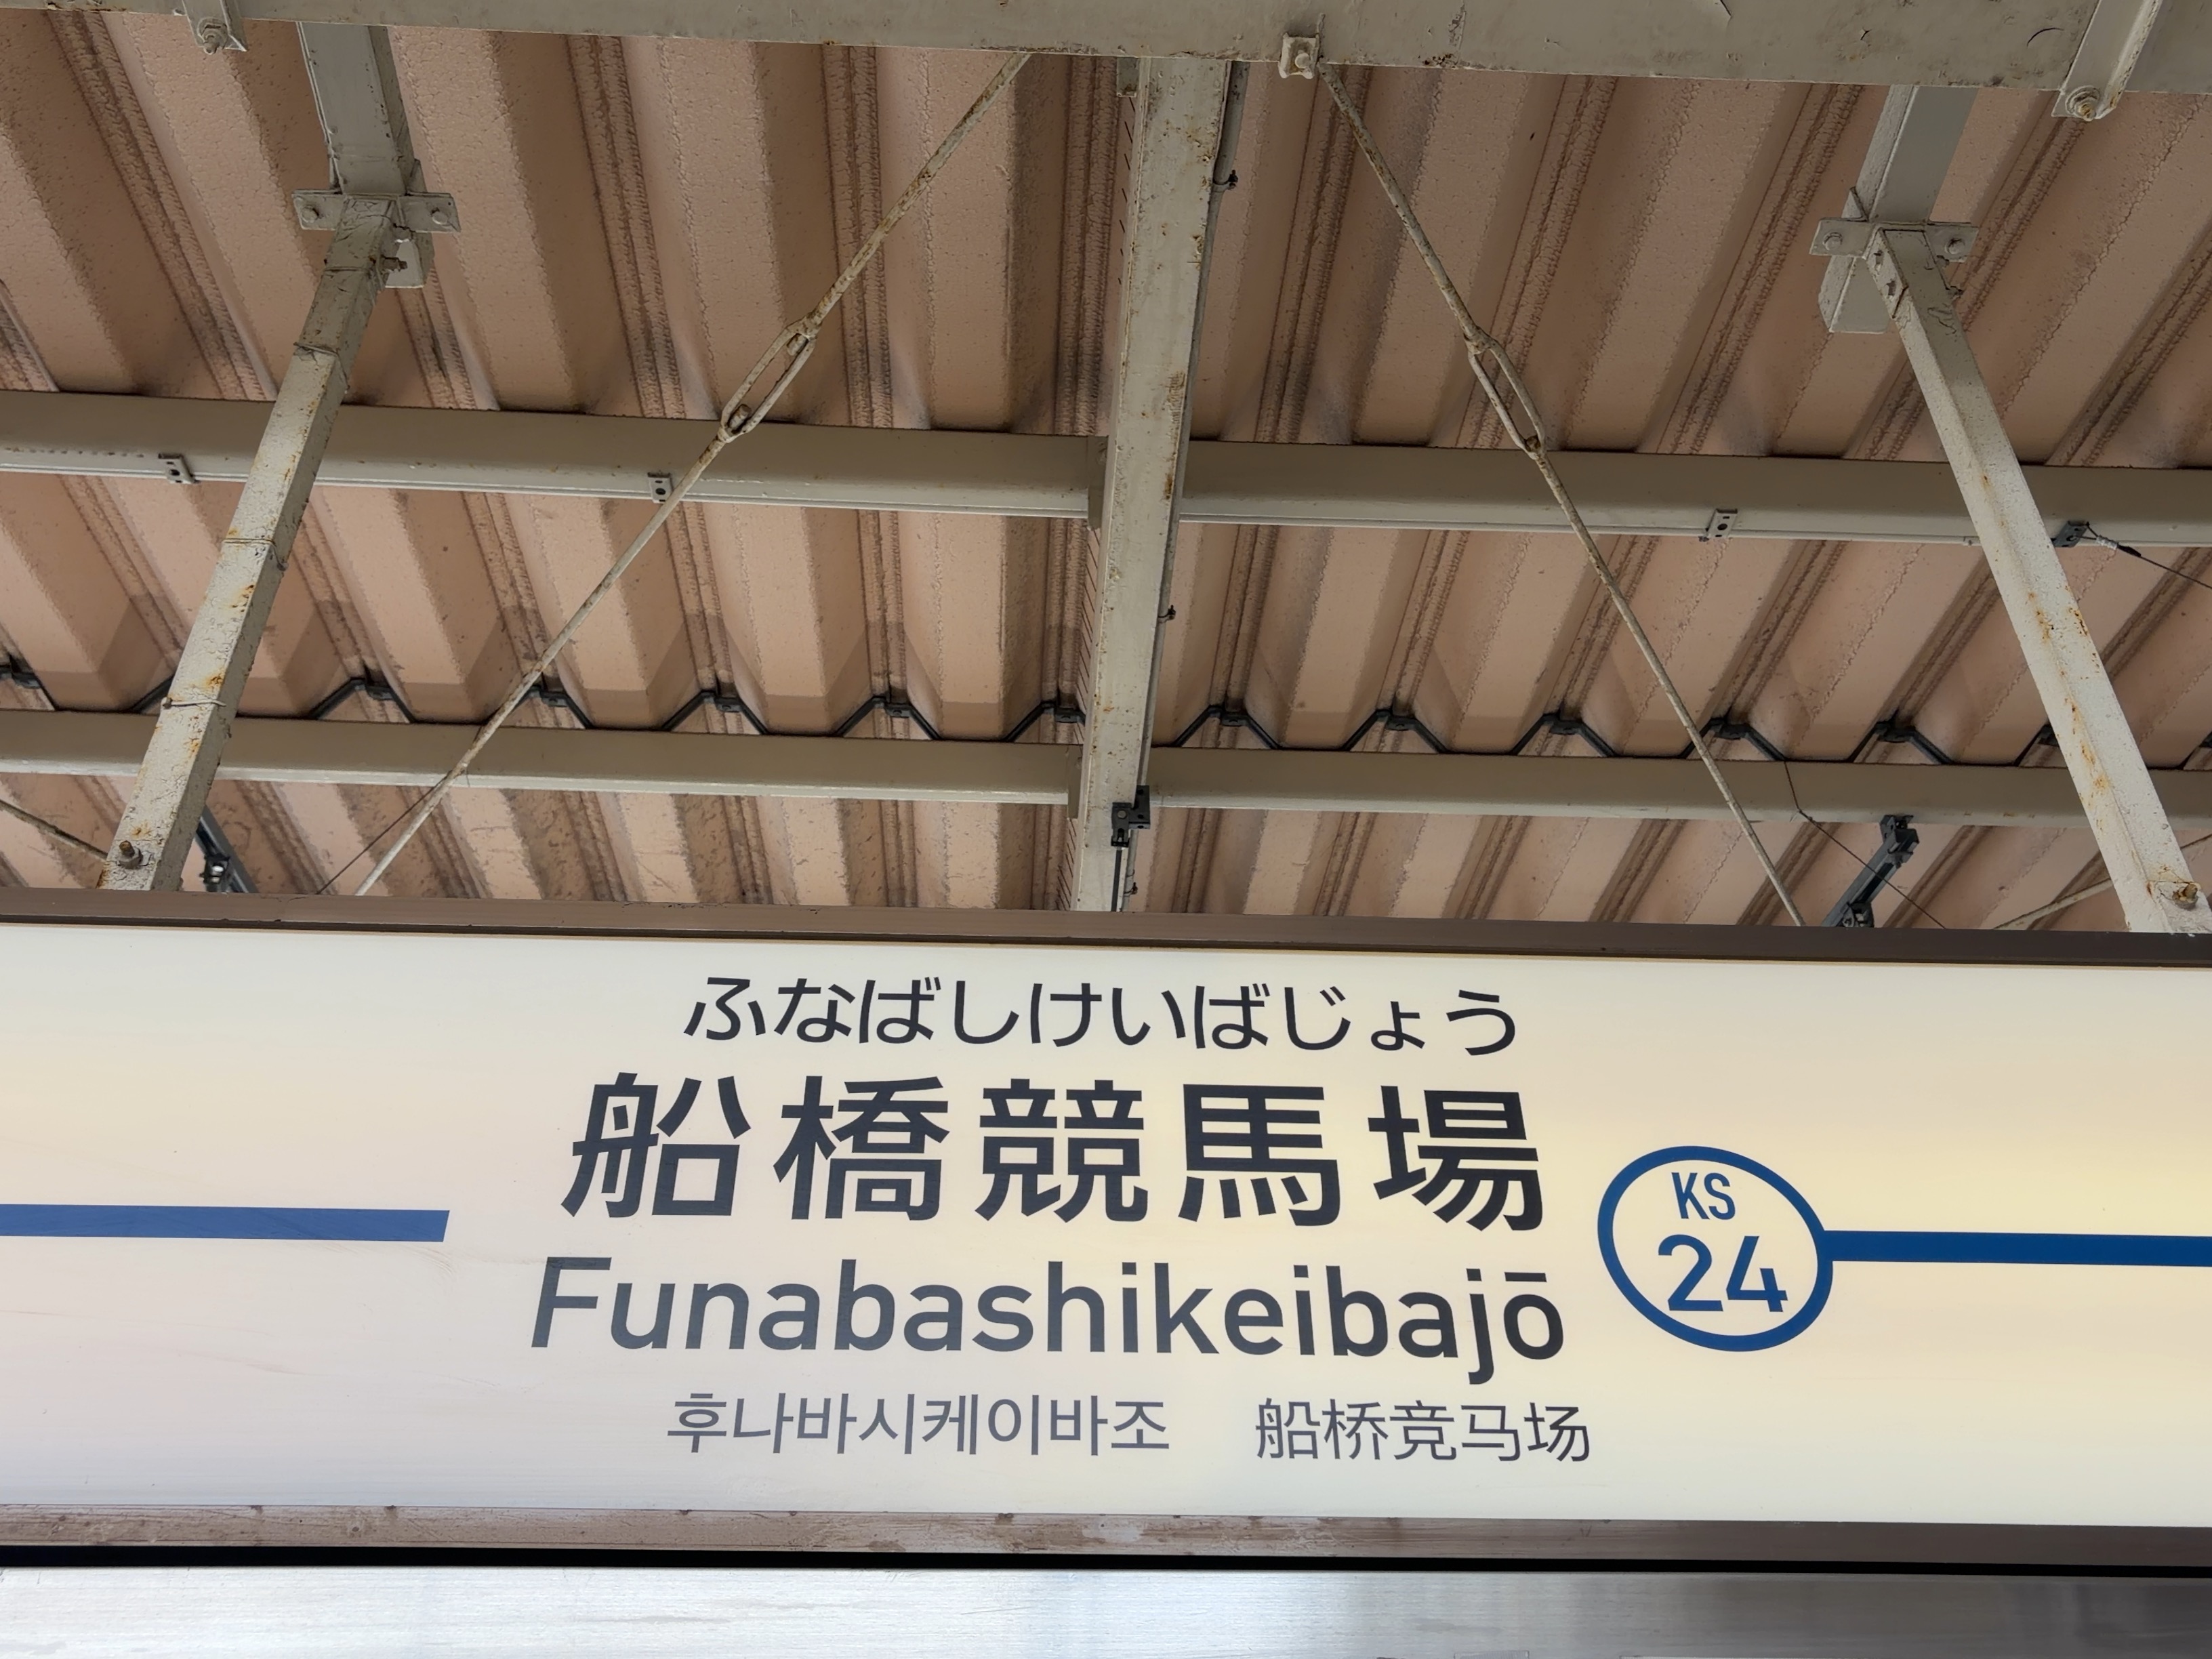 ふなばしけいばじょう
船橋競馬場
KS
24
Funabashikeibajō
후나바시케이바조 船桥竞马场